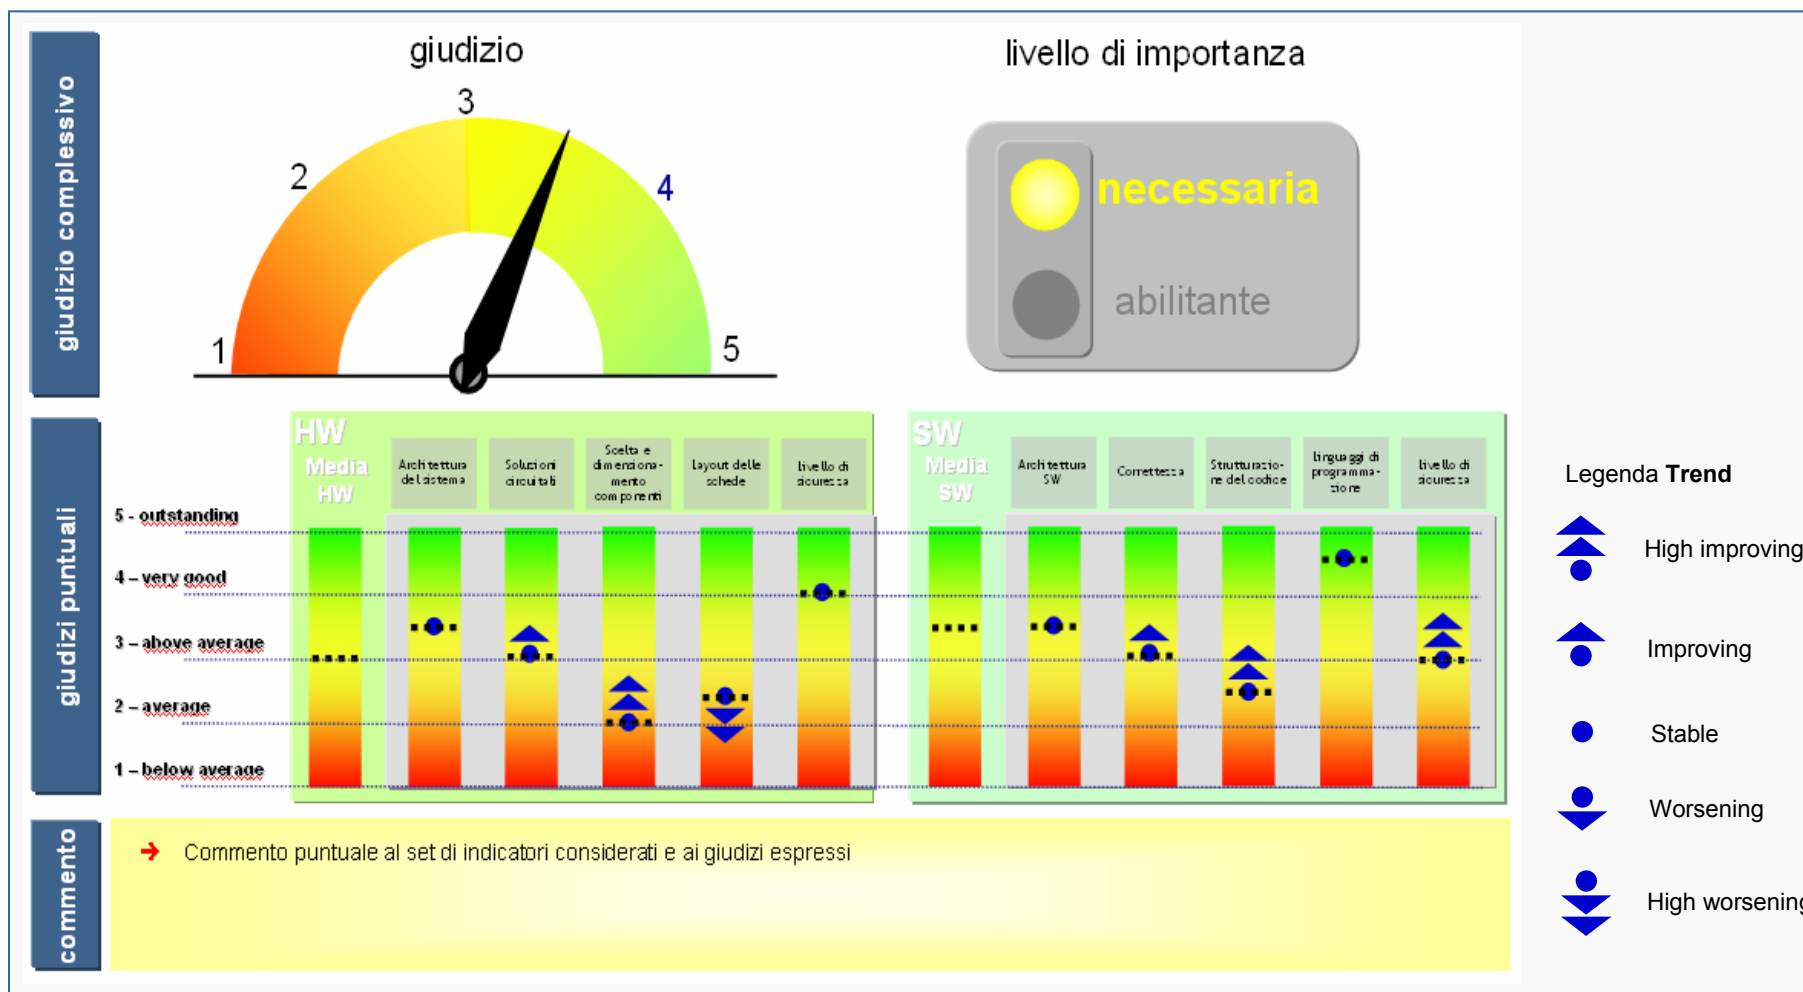 giudizio complessivo
giudizio
1
2
3
4
5
livello di importanza
necessaria
abilitante
giudizi puntuali
5 - outstanding
4 – very good
3 – above average
2 – average
1 – below average
HW
Media
HW
Architettura
del sistema
Soluzioni
circuitali
Scelta e
dimensiona-
mento
componenti
Layout delle
schede
Livello di
sicurezza
SW
Media
SW
Architettura
SW
Correttezza
Strutturazio-
ne del codice
Linguaggi di
programma-
zione
Livello di
sicurezza
Legenda Trend
High improving
Improving
Stable
Worsening
High worsening
commento
Commento puntuale al set di indicatori considerati e ai giudizi espressi